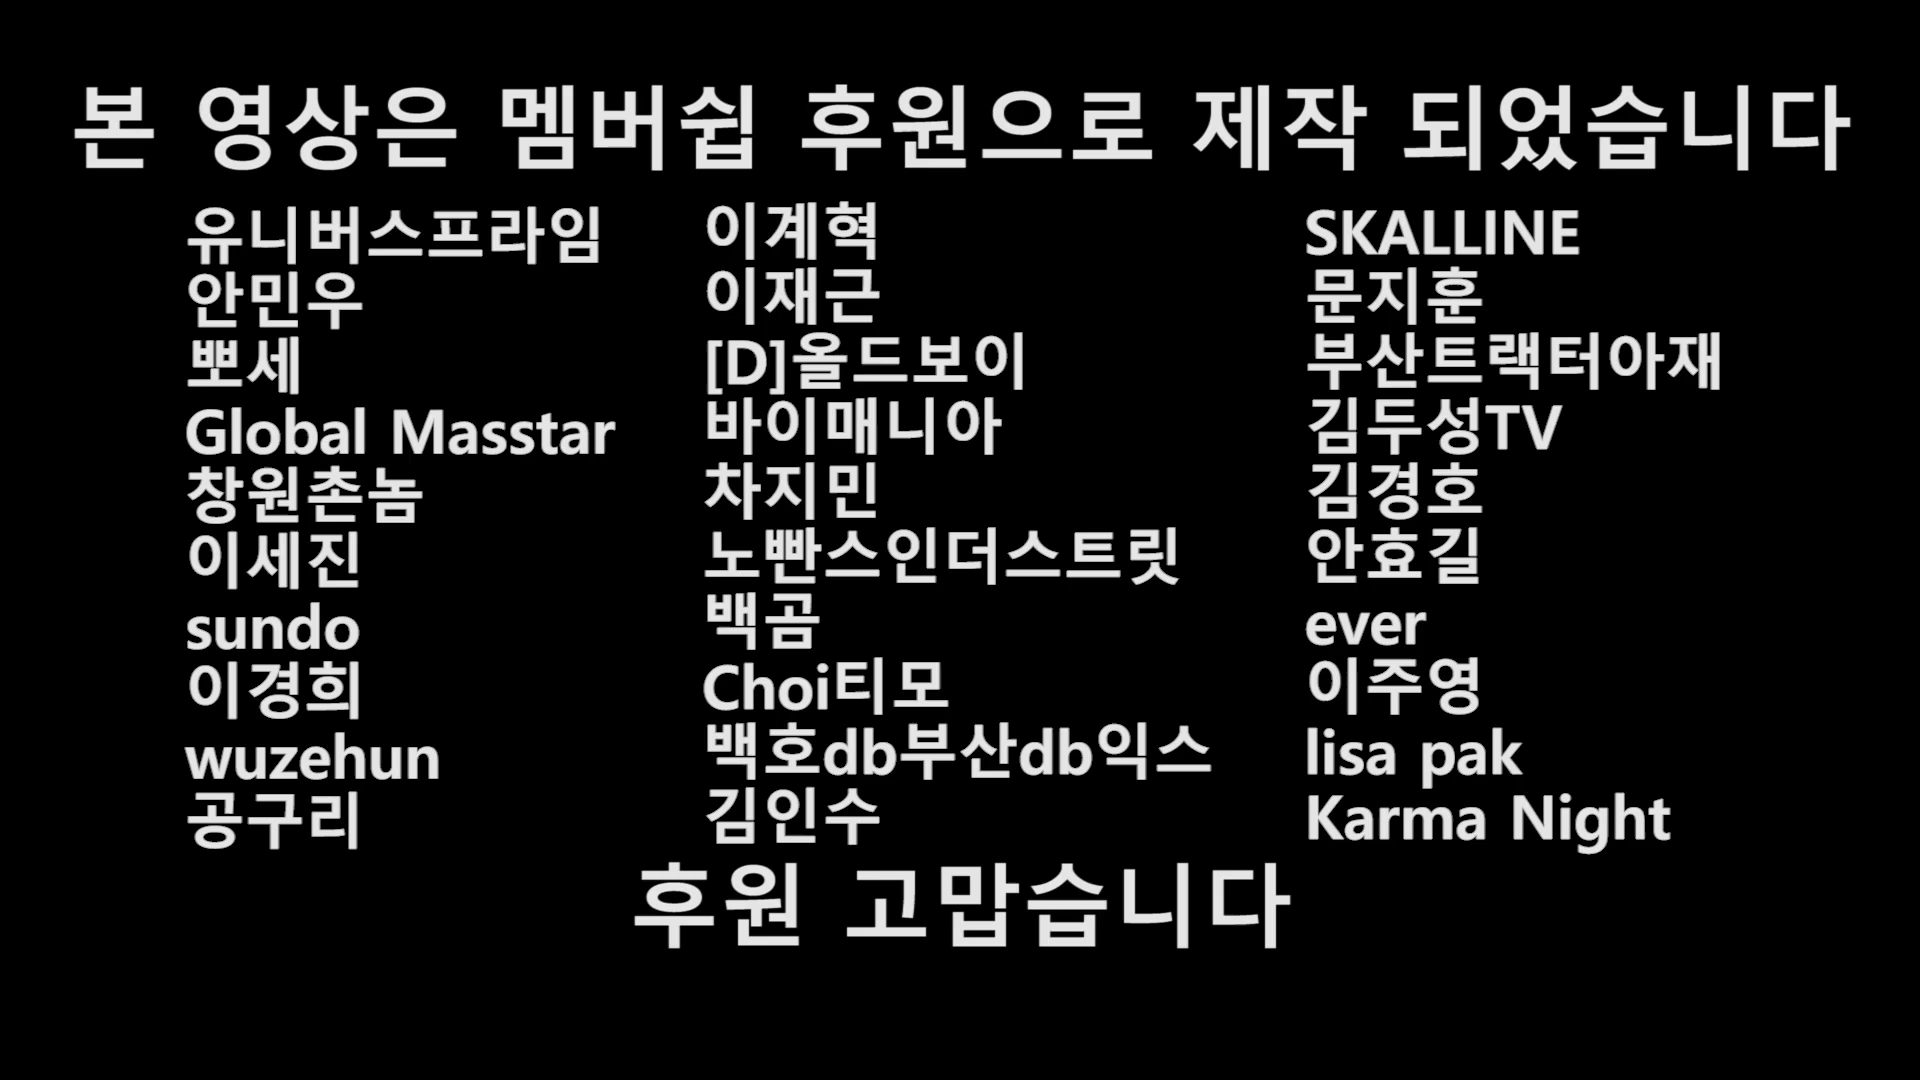 본 영상은 멤버쉽 후원으로 제작 되었습니다
유니버스프라임
안민우
뽀세
Global Masstar
창원촌놈
이세진
sundo
이경희
wuzehun
공구리
이계혁
이재근
[D]올드보이
바이매니아
차지민
노빤스인더스트릿
백곰
Choi티모
백호db부산db익스
김인수
SKALLINE
문지훈
부산트랙터아재
김두성TV
김경호
안효길
ever
이주영
lisa pak
Karma Night
후원 고맙습니다